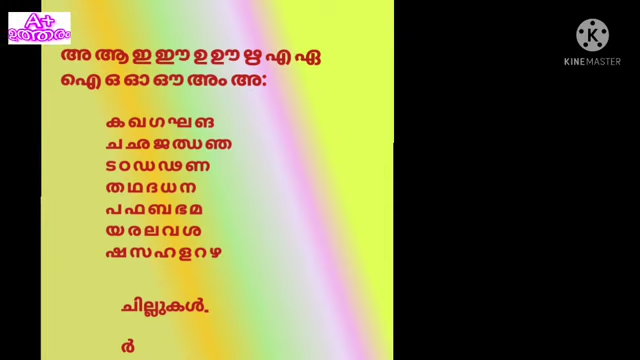 A+
ഉത്തരം
KINEMASTER
അ ആ ഇ ഈ ഉ ഊ ഋ എ ഏ
ഐ ഒ ഓ ഔ അം അ:
ക ഖ ഗ ഘ ങ
ച ഛ ജ ഝ ഞ
ട ഠ ഡ ഢ ണ
ത ഥ ദ ധ ന
പ ഫ ബ ഭ മ
യ ര ല വ ശ
ഷ സ ഹ ള റ ഴ
ചില്ലുകൾ.
ർ